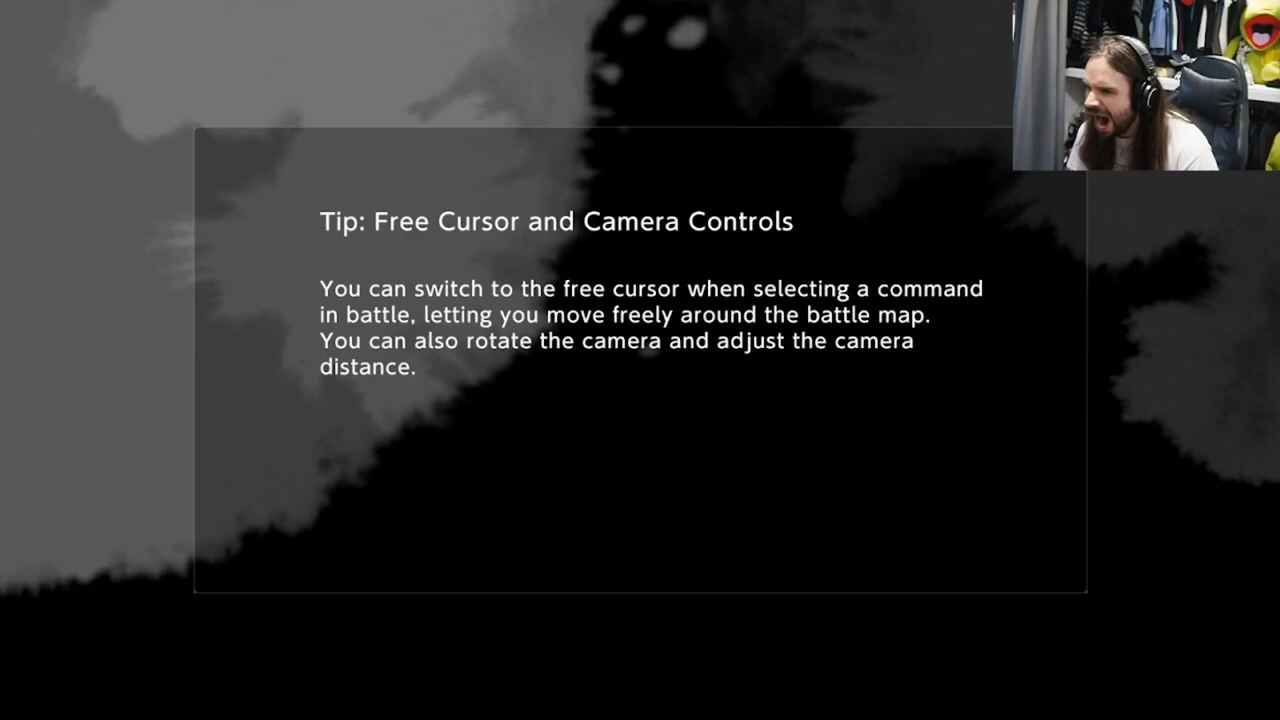 Tip: Free Cursor and Camera Controls
You can switch to the free cursor when selecting a command
in battle, letting you move freely around the battle map.
You can also rotate the camera and adjust the camera
distance.